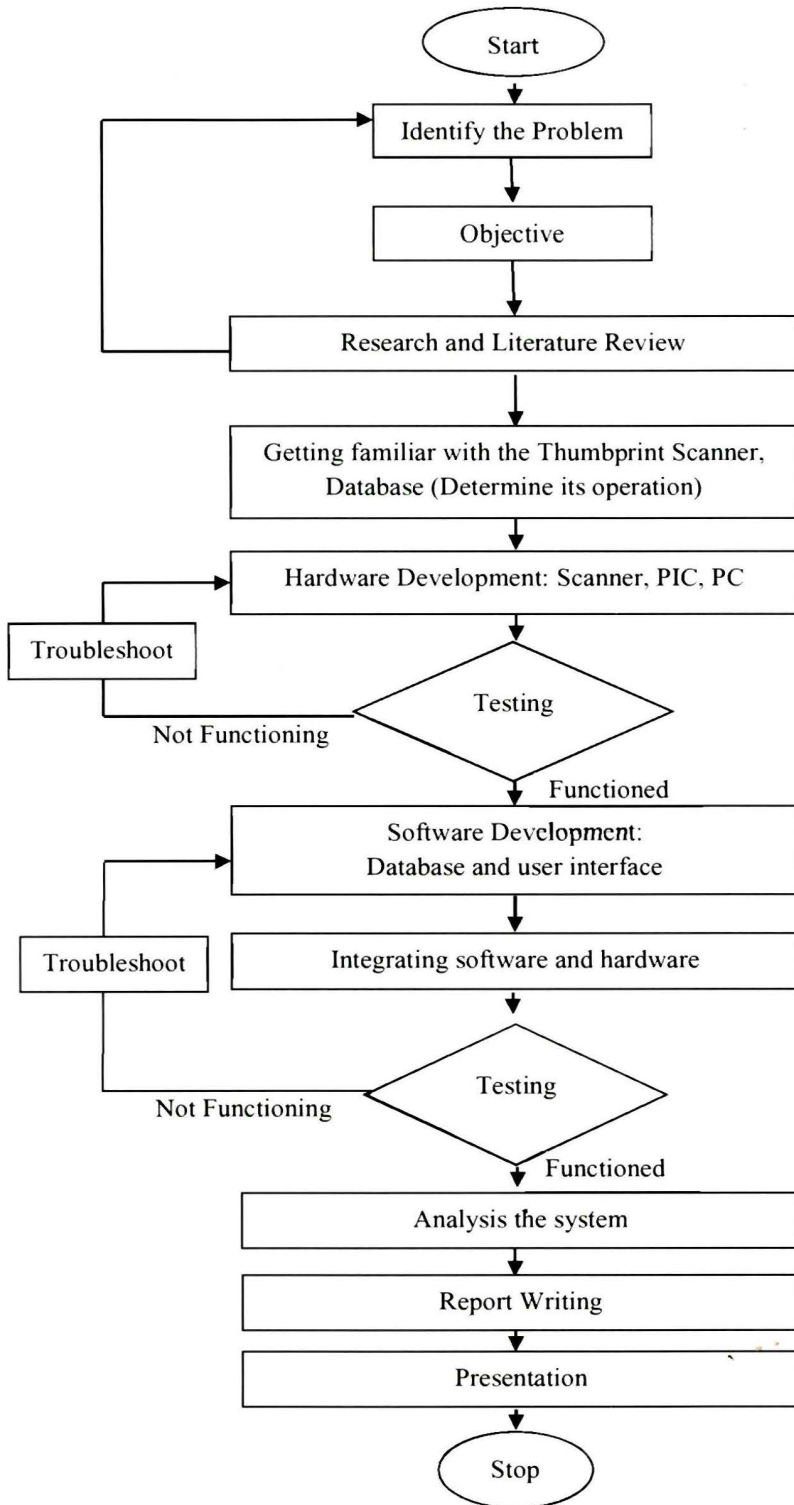 Start
Identify the Problem
Objective
Research and Literature Review
Getting familiar with the Thumbprint Scanner,
Database (Determine its operation)
Hardware Development: Scanner, PIC, PC
Troubleshoot
Testing
Not Functioning
Functioned
Software Development:
Database and user interface
Troubleshoot
Integrating software and hardware
Testing
Not Functioning
Functioned
Analysis the system
Report Writing
Presentation
Stop